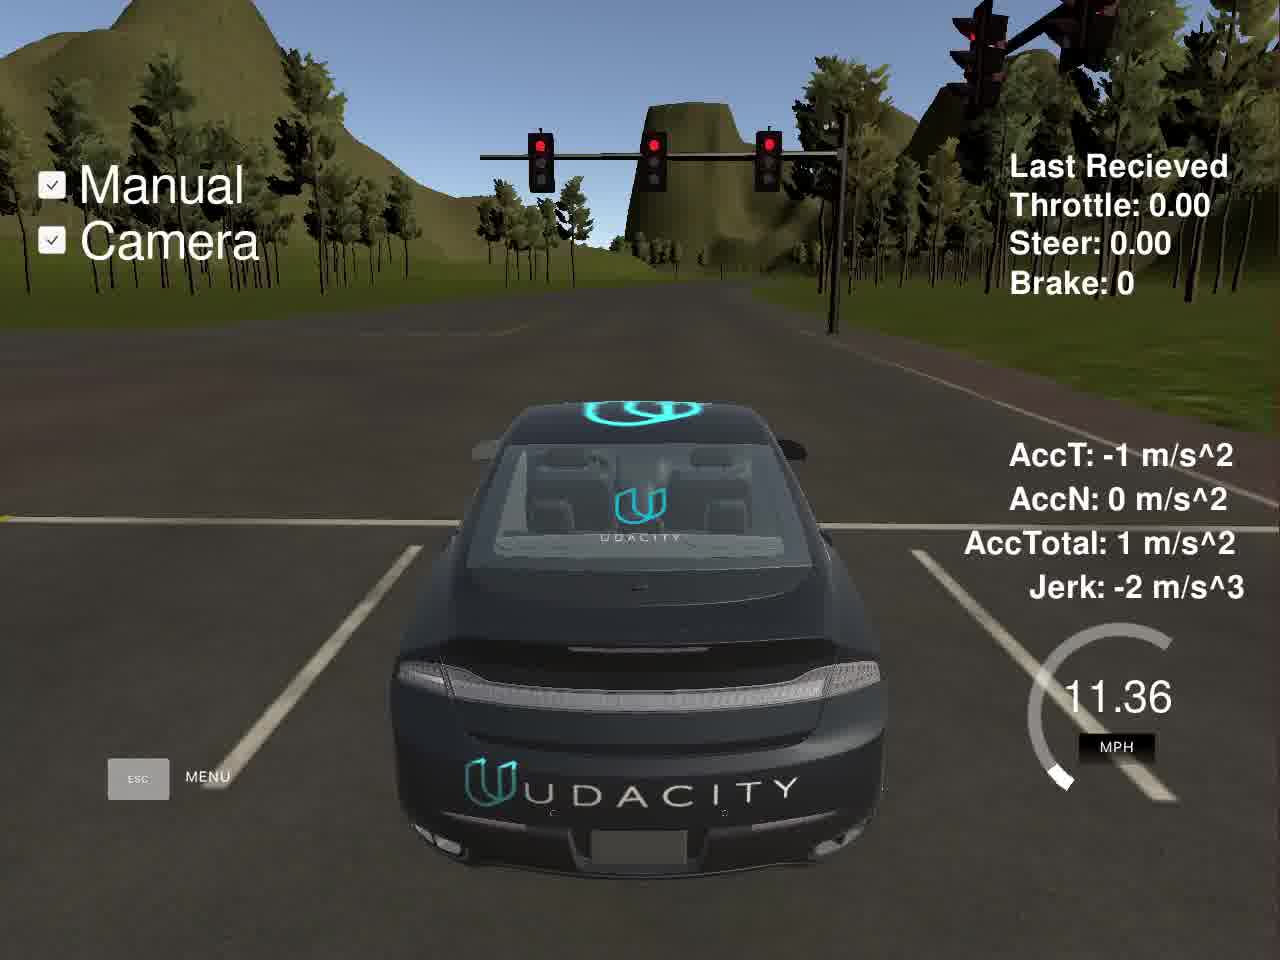 Manual
Camera
Last Recieved
Throttle: 0.00
Steer: 0.00
Brake: 0
AccT: -1 m/s^2
AccN: 0 m/s^2
AccTotal: 1 m/s^2
Jerk: -2 m/s^3
UDACITY
11.36
MPH
ESC
MENU
UDACITY